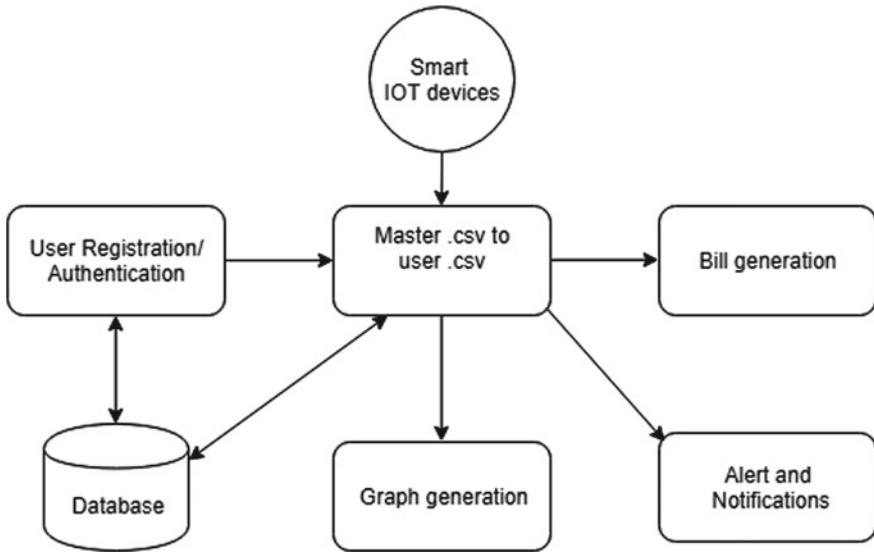 Smart
IOT devices
User Registration/
Authentication
Master .csv to
user .csv
Bill generation
Database
Graph generation
Alert and
Notifications